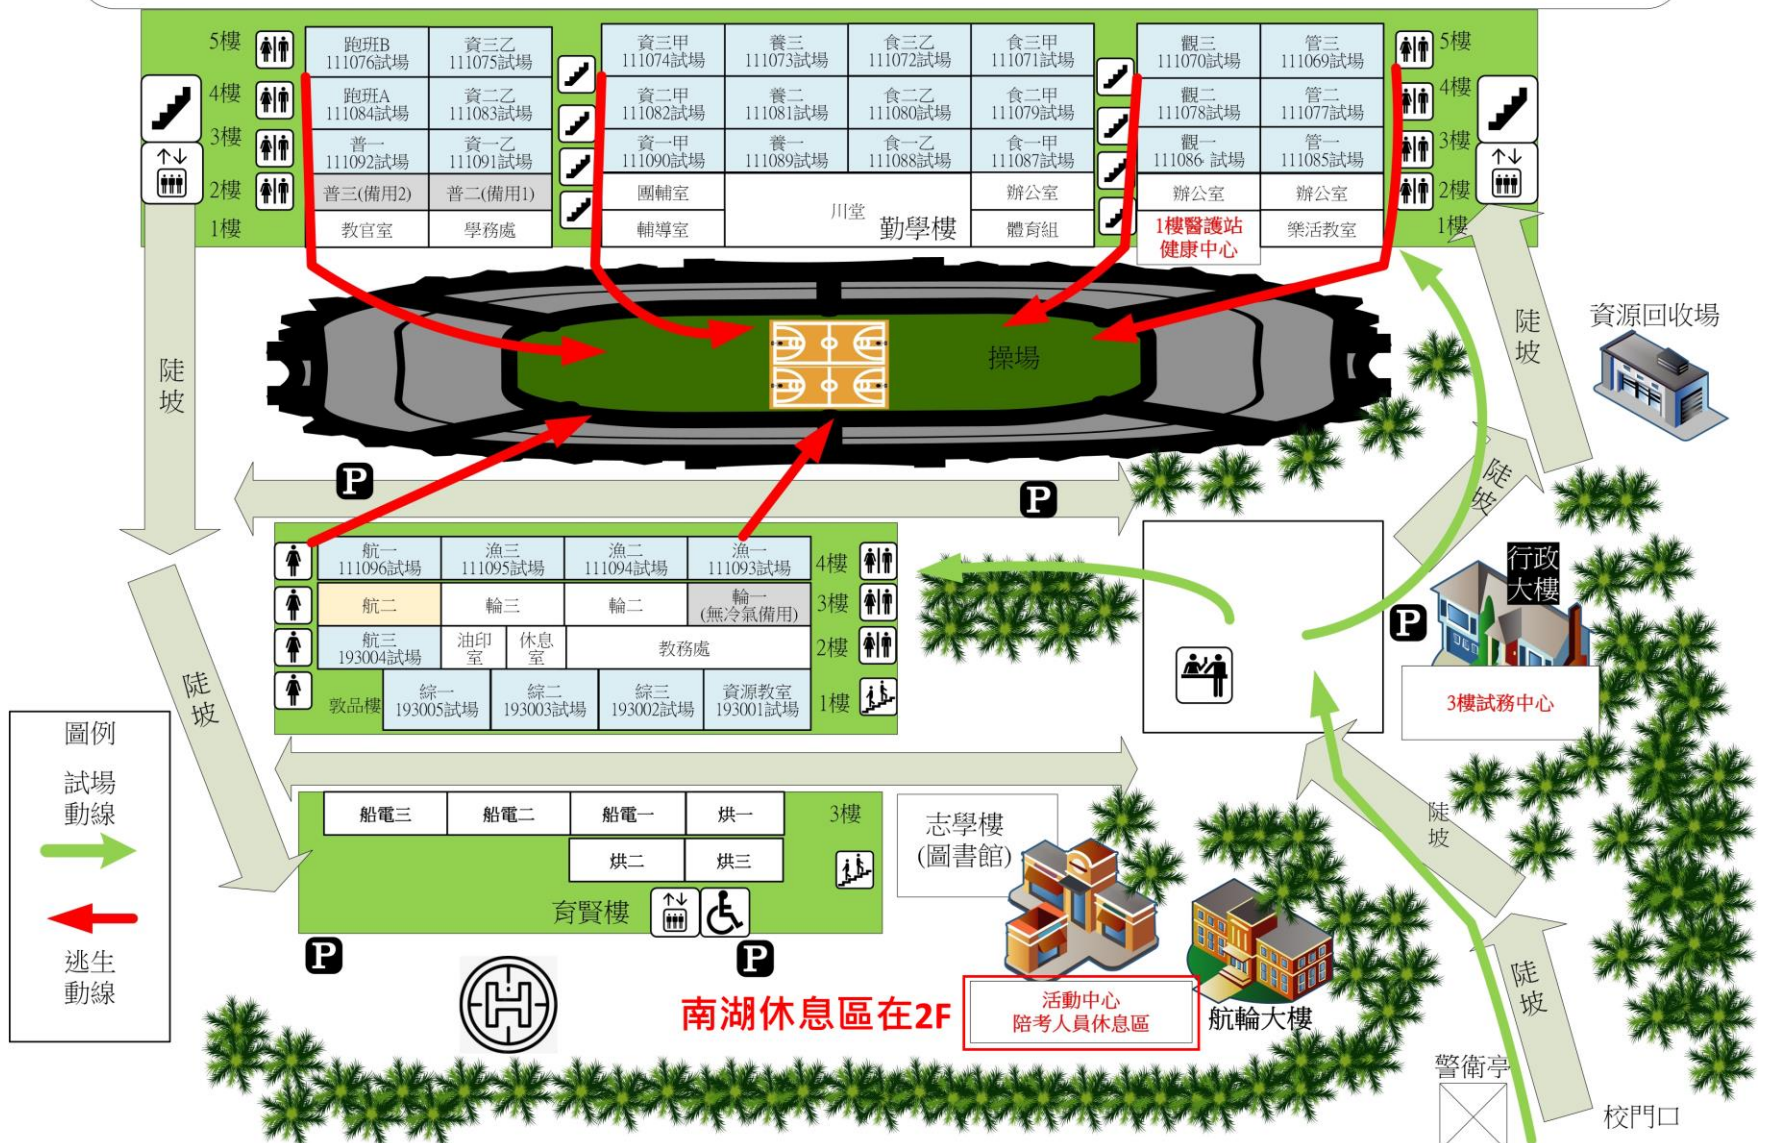 5樓
跑班B
111076試場
資三乙
111075試場
資三甲
111074試場
養三
111073試場
食三乙
111072試場
食三甲
111071試場
觀三
111070試場
管三
111069試場
5樓
4樓
跑班A
111084試場
資二乙
111083試場
資二甲
111082試場
養二
111081試場
食二乙
111080試場
食二甲
111079試場
觀二
111078試場
管二
111077試場
4樓
3樓
普一
111092試場
資一乙
111091試場
資一甲
111090試場
養一
111089試場
食一乙
111088試場
食一甲
111087試場
觀一
111086 試場
管一
111085試場
3樓
2樓
普三(備用2)
普二(備用1)
團輔室
川堂
辦公室
辦公室
辦公室
2樓
1樓
教官室
學務處
輔導室
勤學樓
體育組
1樓醫護站
健康中心
樂活教室
1樓
陡坡
操場
陡坡
資源回收場
P
P
陡坡
航一
111096試場
漁三
111095試場
漁二
111094試場
漁一
111093試場
4樓
航二
輪三
輪二
輪一
(無冷氣備用)
3樓
航三
193004試場
油印室
休息室
教務處
2樓
敦品樓
綜一
193005試場
綜二
193003試場
綜三
193002試場
資源教室
193001試場
1樓
行政
大樓
P
3樓試務中心
陡坡
圖例
試場
動線
逃生
動線
船電三
船電二
船電一
烘一
3樓
烘二
烘三
育賢樓
志學樓
(圖書館)
陡坡
P
P
H
南湖休息區在2F
活動中心
陪考人員休息區
航輪大樓
陡坡
警衛亭
校門口